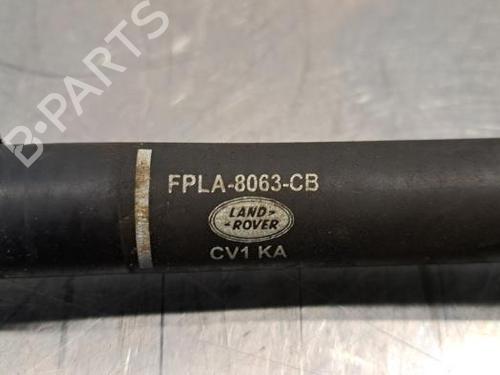 B-PARTS
FPLA-8063-CB
LAND-
-ROVER
CV1 KA